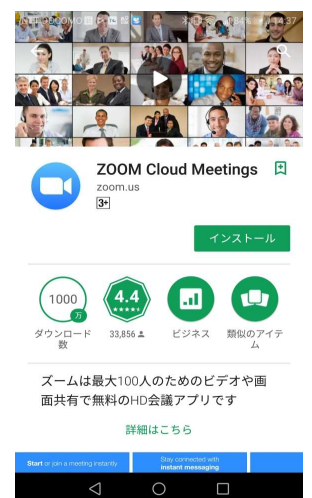 DOCOMO
84%
14:37
ZOOM Cloud Meetings
zoom.us
3+
インストール
1000
万
4.4
ダウンロード
数
33,856
ビジネス
類似のアイテ
ム
ズームは最大100人のためのビデオや画
面共有で無料のHD会議アプリです
詳細はこちら
Start or join a meeting instantly
Stay connected with
instant messaging